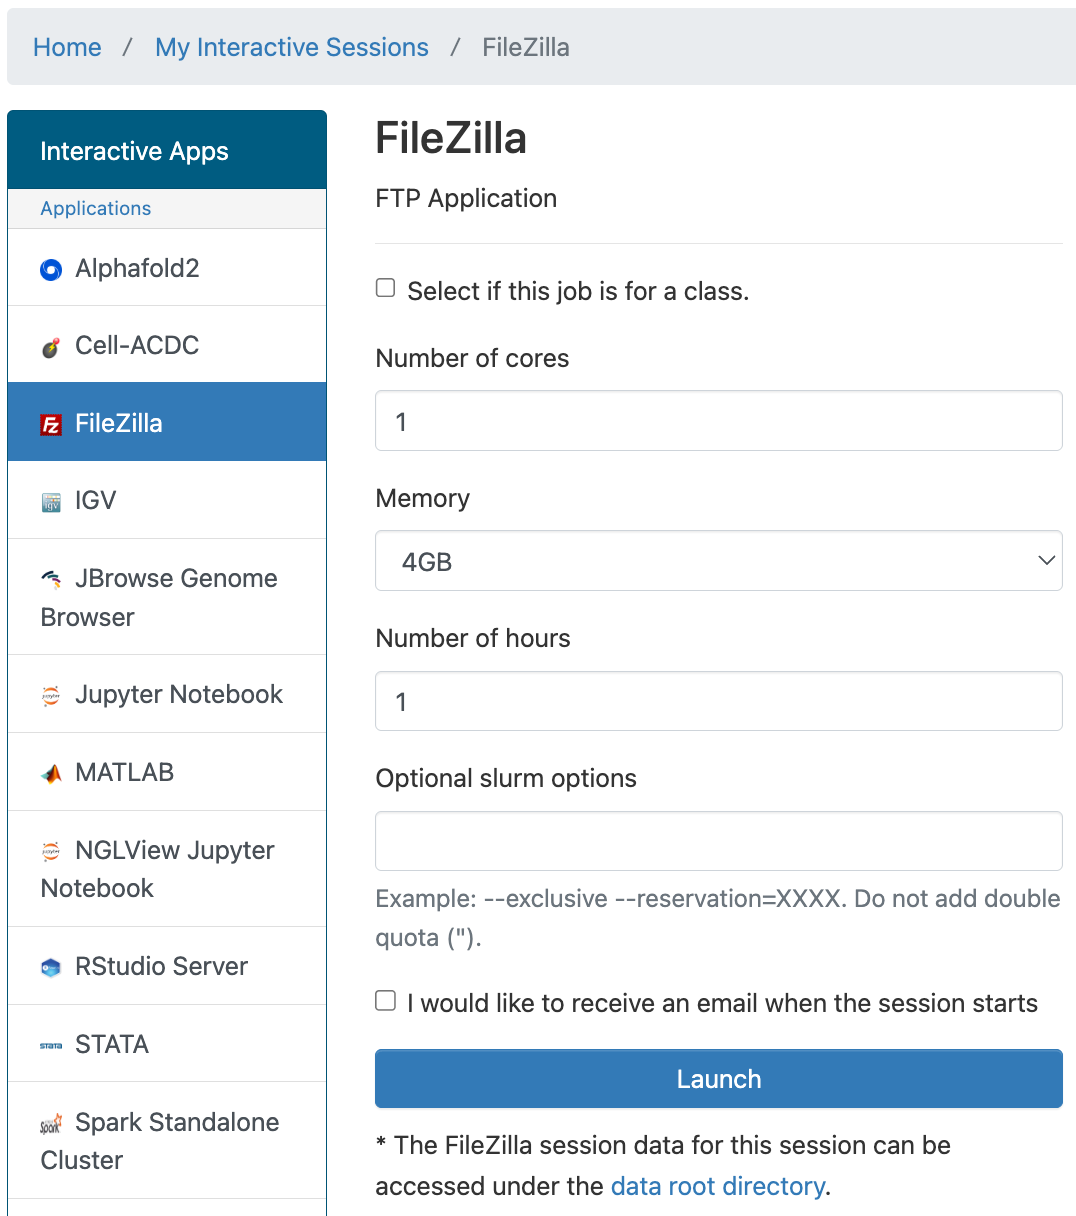 Home / My Interactive Sessions / FileZilla
Interactive Apps
Applications
Alphafold2
Cell-ACDC
FileZilla
IGV
JBrowse Genome
Browser
Jupyter Notebook
MATLAB
NGLView Jupyter
Notebook
RStudio Server
STATA
Spark Standalone
Cluster
FileZilla
FTP Application
Select if this job is for a class.
Number of cores
1
Memory
4GB
Number of hours
1
Optional slurm options
Example: --exclusive --reservation=XXXX. Do not add double
quota (").
I would like to receive an email when the session starts
Launch
* The FileZilla session data for this session can be
accessed under the data root directory.